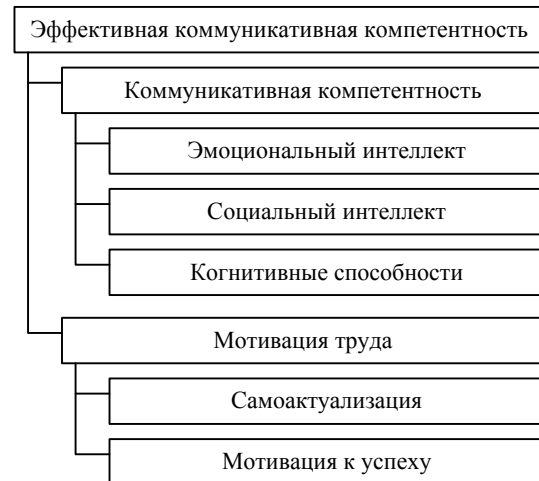 Эффективная коммуникативная компетентность
Коммуникативная компетентность
Эмоциональный интеллект
Социальный интеллект
Когнитивные способности
Мотивация труда
Самоактуализация
Мотивация к успеху